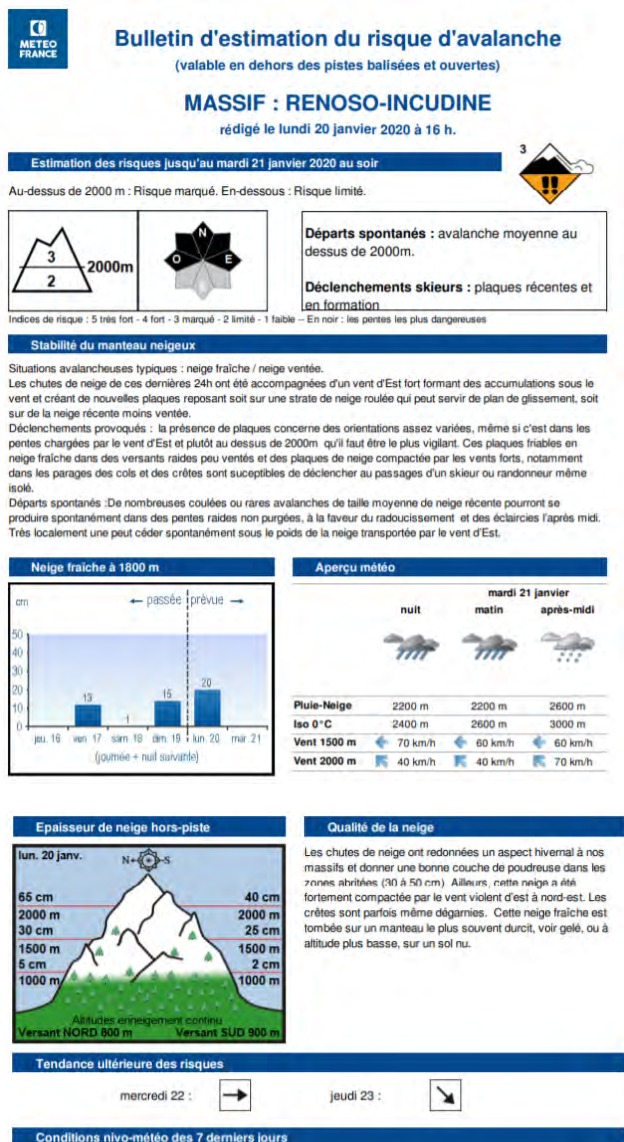 METEO
FRANCE
Bulletin d'estimation du risque d'avalanche
(valable en dehors des pistes balisées et ouvertes)
MASSIF : RENOSO-INCUDINE
rédigé le lundi 20 janvier 2020 à 16 h.
Estimation des risques jusqu'au mardi 21 janvier 2020 au soir
3
!!
Au-dessus de 2000 m : Risque marqué. En-dessous : Risque limité.
3
2000m
2
N
O
E
Départs spontanés : avalanche moyenne au
dessus de 2000m.
Déclenchements skieurs : plaques récentes et
en formation
Indices de risque : 5 très fort - 4 fort - 3 marqué - 2 limité - 1 faible -- En noir : les pentes les plus dangereuses
Stabilité du manteau neigeux
Situations avalancheuses typiques : neige fraîche / neige ventée.
Les chutes de neige de ces dernières 24h ont été accompagnées d'un vent d'Est fort formant des accumulations sous le
vent et créant de nouvelles plaques reposant soit sur une strate de neige roulée qui peut servir de plan de glissement, soit
sur de la neige récente moins ventée.
Déclenchements provoqués : la présence de plaques concerne des orientations assez variées, même si c'est dans les
pentes chargées par le vent d'Est et plutôt au dessus de 2000m qu'il faut être le plus vigilant. Ces plaques friables en
neige fraîche dans des versants raides peu ventés et des plaques de neige compactée par les vents forts, notamment
dans les parages des cols et des crêtes sont suceptibles de déclencher au passages d'un skieur ou randonneur même
isolé.
Départs spontanés :De nombreuses coulées ou rares avalanches de taille moyenne de neige récente pourront se
produire spontanément dans des pentes raides non purgées, à la faveur du radoucissement et des éclaircies l'après midi.
Très localement une peut céder spontanément sous le poids de la neige transportée par le vent d'Est.
Neige fraîche à 1800 m
cm
← passée prévue →
50
40
30
20
10
0
13
1
15
20
jeu. 16 ven. 17 sam. 18 dim. 19 lun. 20 mar. 21
(journée + nuit suivante)
Aperçu météo
mardi 21 janvier
nuit matin après-midi
Pluie-Neige 2200 m 2200 m 2600 m
Iso 0°C 2400 m 2600 m 3000 m
Vent 1500 m 70 km/h 60 km/h 60 km/h
Vent 2000 m 40 km/h 40 km/h 70 km/h
Epaisseur de neige hors-piste
lun. 20 janv.
N S
65 cm 40 cm
2000 m 2000 m
30 cm 25 cm
1500 m 1500 m
5 cm 2 cm
1000 m 1000 m
Altitudes enneigement continu
Versant NORD 800 m Versant SUD 900 m
Qualité de la neige
Les chutes de neige ont redonnées un aspect hivernal à nos
massifs et donner une bonne couche de poudreuse dans les
zones abritées (30 à 50 cm). Ailleurs, cette neige a été
fortement compactée par le vent violent d'est à nord-est. Les
crêtes sont parfois même dégarnies. Cette neige fraîche est
tombée sur un manteau le plus souvent durcit, voir gelé, ou à
altitude plus basse, sur un sol nu.
Tendance ultérieure des risques
mercredi 22 : →
jeudi 23 : ↘
Conditions nivo-météo des 7 derniers jours